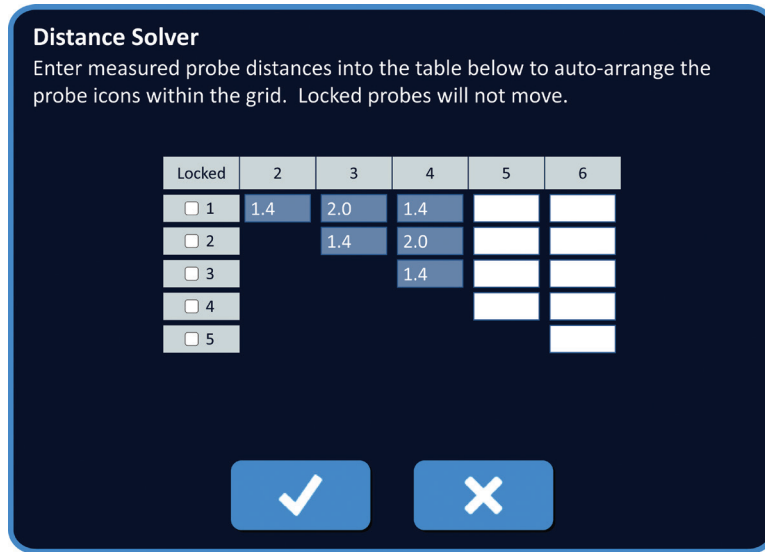 Distance Solver
Enter measured probe distances into the table below to auto-arrange the
probe icons within the grid.  Locked probes will not move.
Locked 2 3 4 5 6
1 1.4 2.0 1.4
2 1.4 2.0
3 1.4
4
5